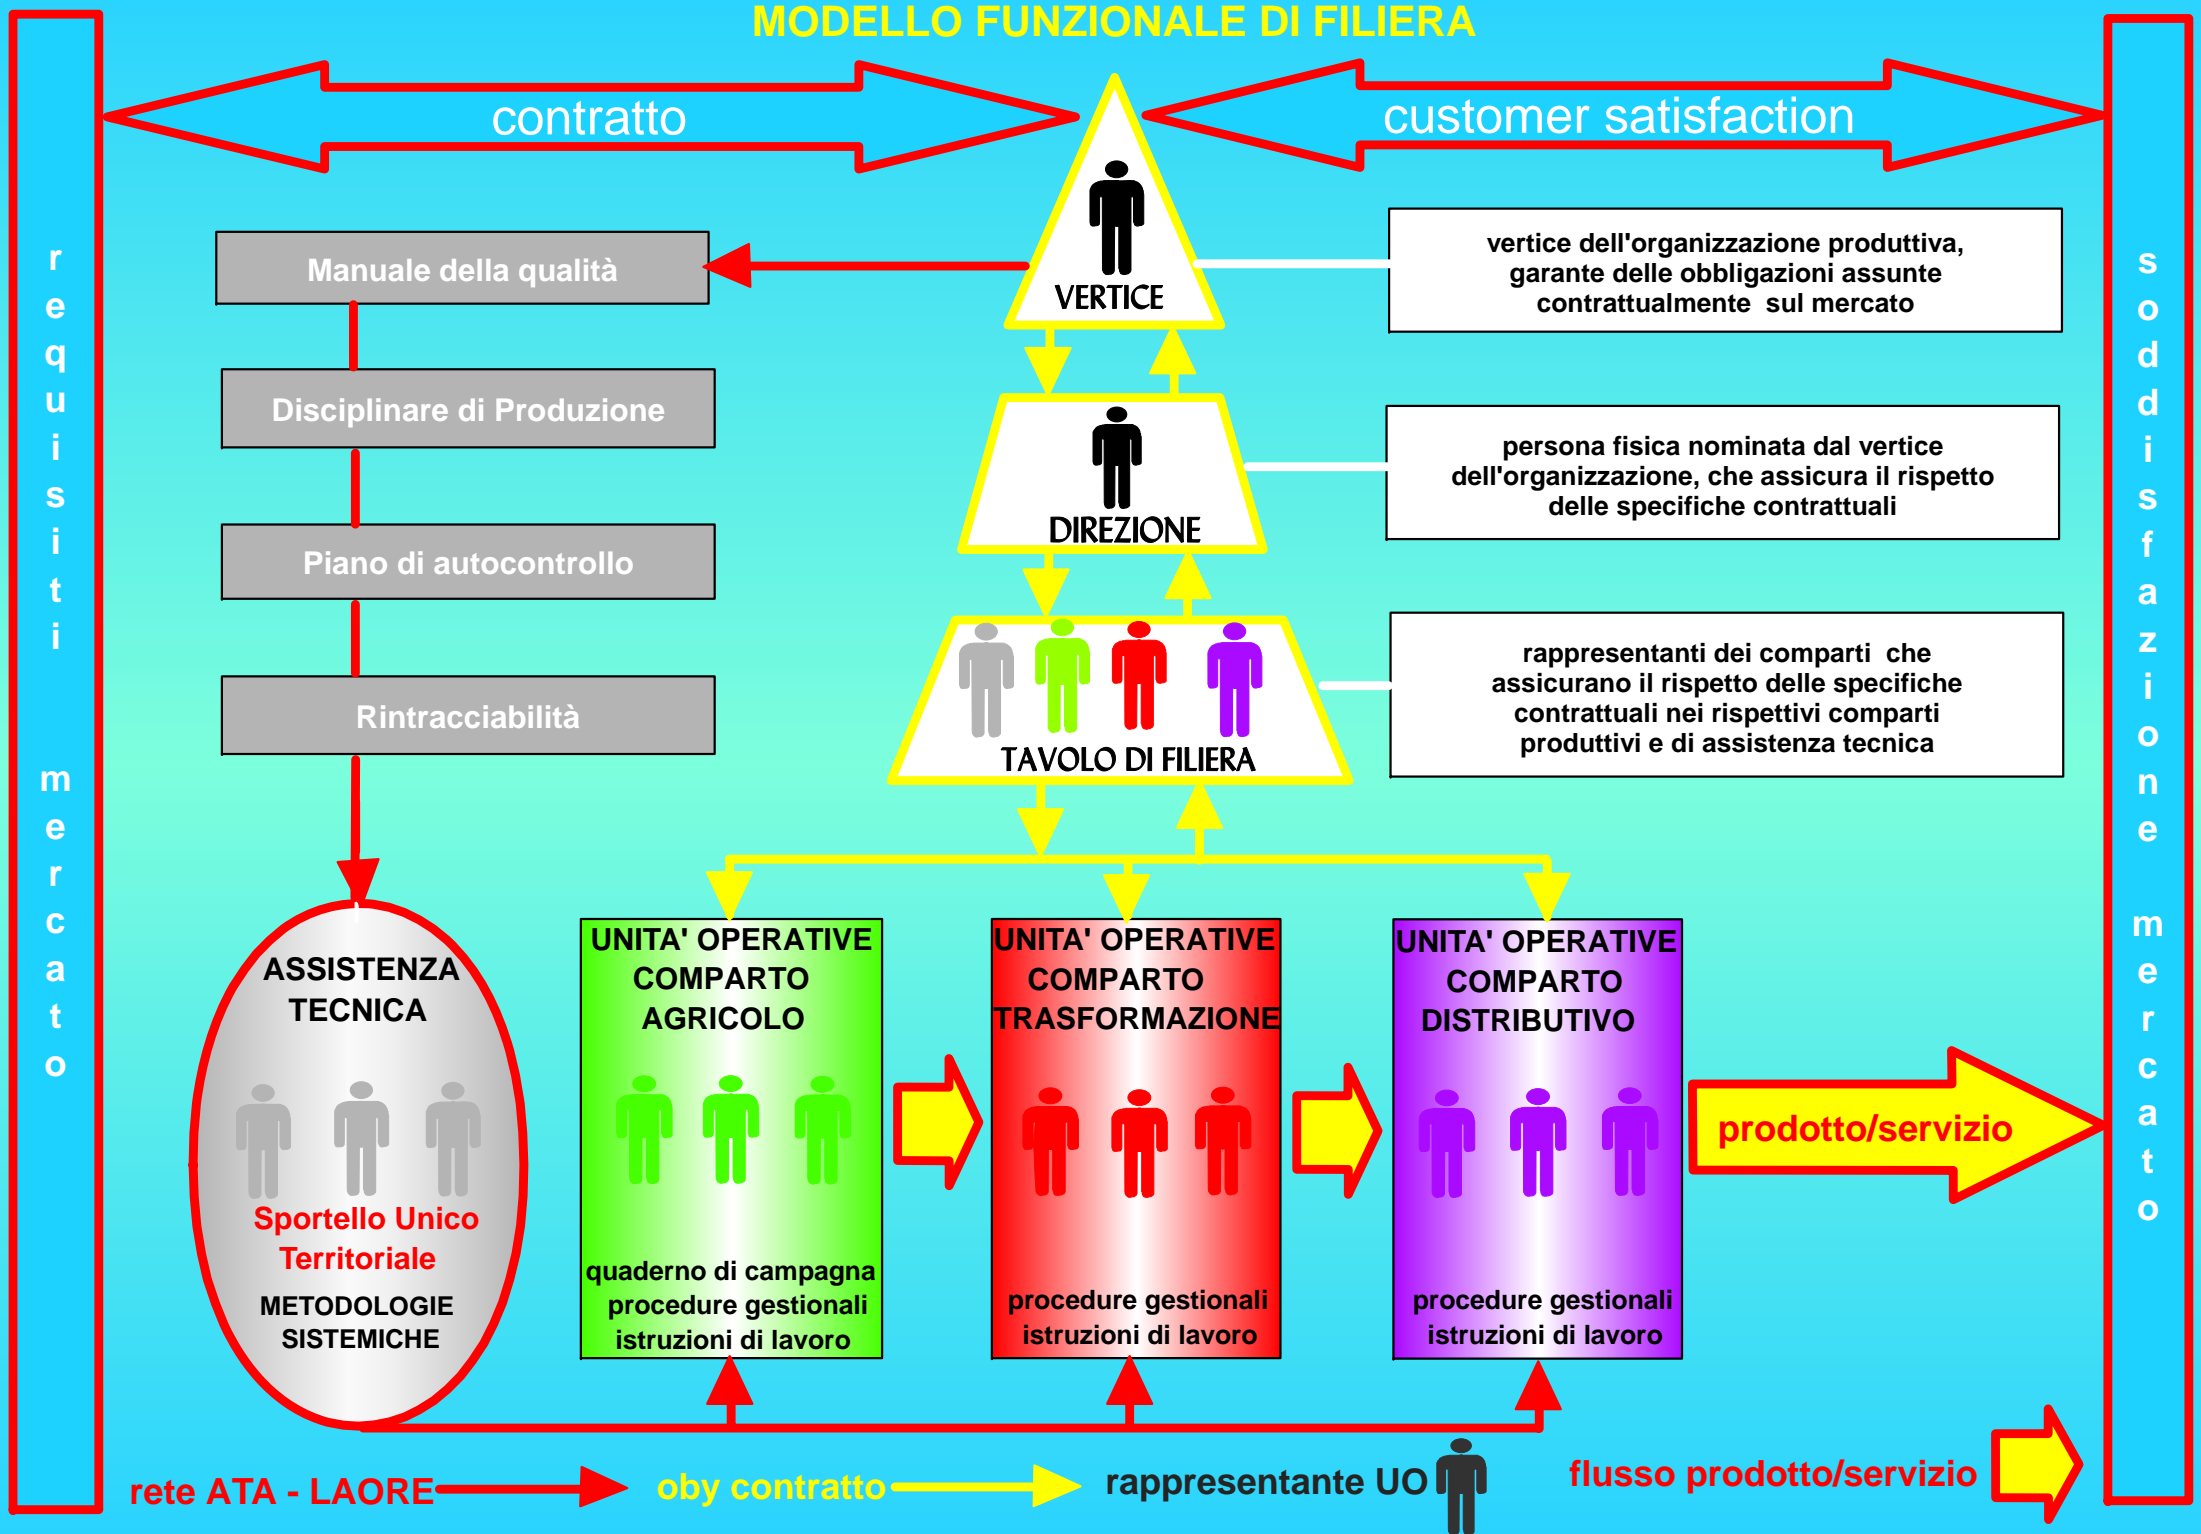 MODELLO FUNZIONALE DI FILIERA
contratto
customer satisfaction
requisiti mercato
soddisfazione mercato
VERTICE
vertice dell'organizzazione produttiva,
garante delle obbligazioni assunte
contrattualmente sul mercato
Manuale della qualità
Disciplinare di Produzione
Piano di autocontrollo
Rintracciabilità
DIREZIONE
persona fisica nominata dal vertice
dell'organizzazione, che assicura il rispetto
delle specifiche contrattuali
TAVOLO DI FILIERA
rappresentanti dei comparti che
assicurano il rispetto delle specifiche
contrattuali nei rispettivi comparti
produttivi e di assistenza tecnica
ASSISTENZA
TECNICA
Sportello Unico
Territoriale
METODOLOGIE
SISTEMICHE
UNITA' OPERATIVE
COMPARTO
AGRICOLO
quaderno di campagna
procedure gestionali
istruzioni di lavoro
UNITA' OPERATIVE
COMPARTO
TRASFORMAZIONE
procedure gestionali
istruzioni di lavoro
UNITA' OPERATIVE
COMPARTO
DISTRIBUTIVO
procedure gestionali
istruzioni di lavoro
prodotto/servizio
rete ATA - LAORE
oby contratto
rappresentante UO
flusso prodotto/servizio